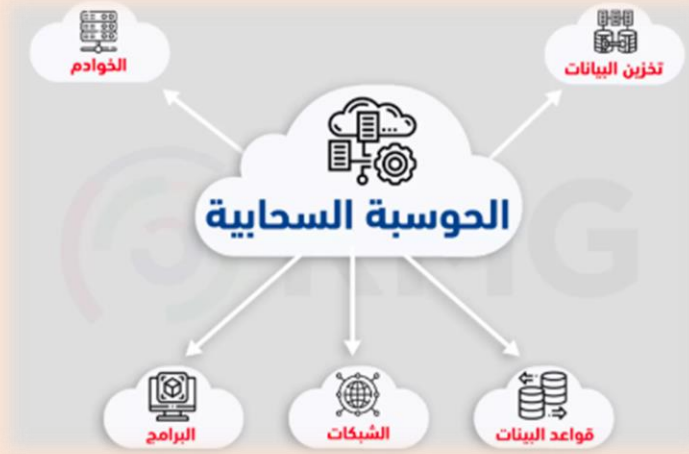 تخزين البيانات
الخوادم
الحوسبة السحابية
قواعد البينات
الشبكات
البرامج